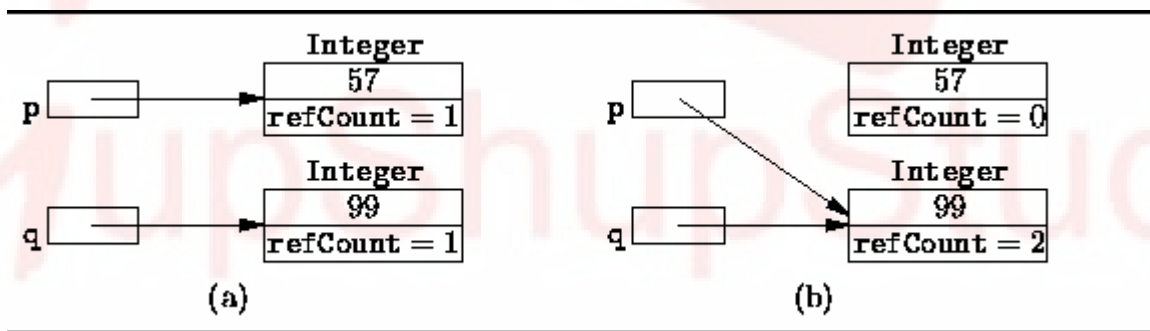 Integer
p
57
refCount = 1
Integer
q
99
refCount = 1
(a)
Integer
p
57
refCount = 0
Integer
q
99
refCount = 2
(b)